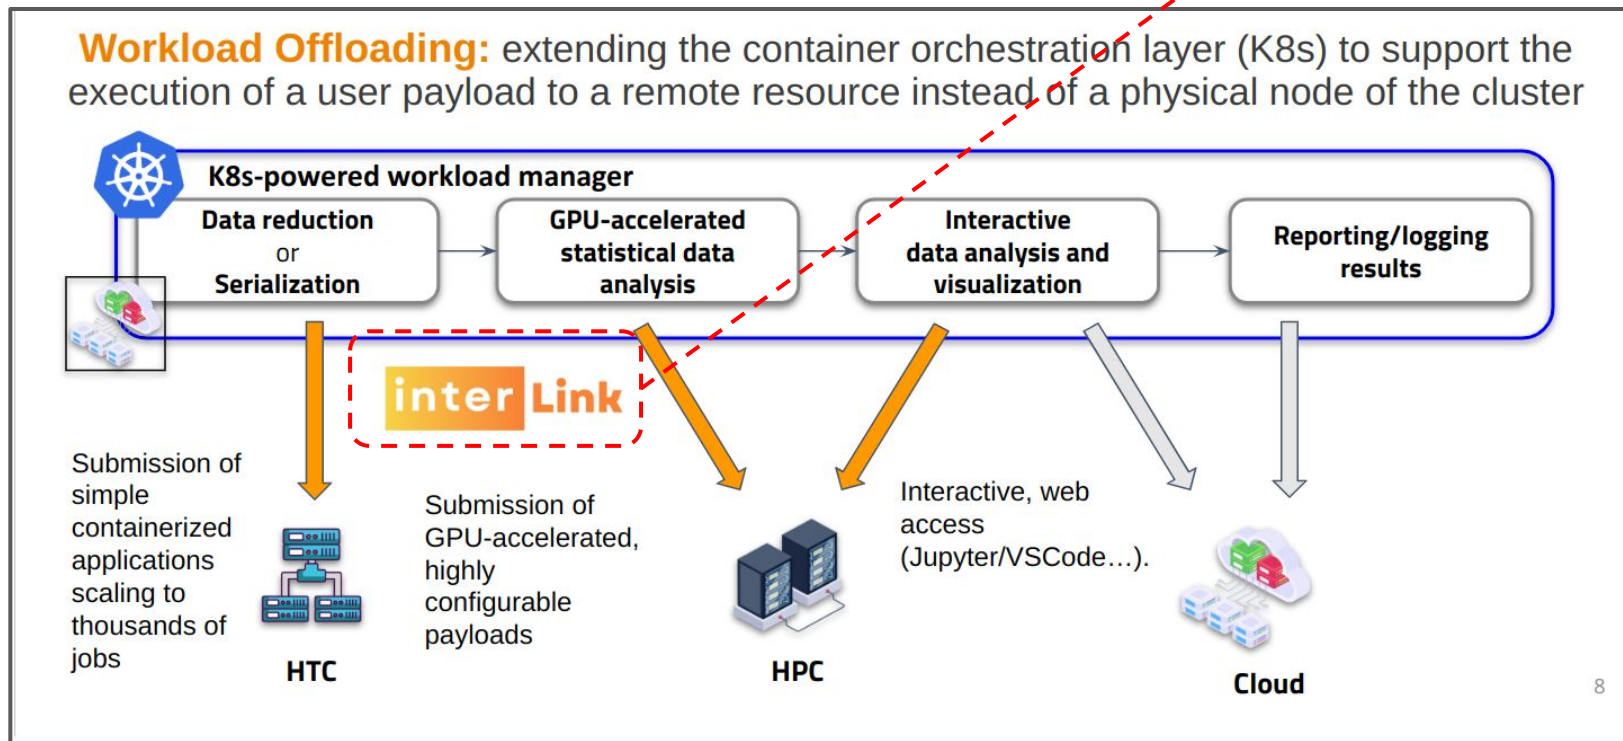 Workload Offloading: extending the container orchestration layer (K8s) to support the
execution of a user payload to a remote resource instead of a physical node of the cluster
K8s-powered workload manager
Data reduction
or
Serialization
GPU-accelerated
statistical data
analysis
Interactive
data analysis and
visualization
Reporting/logging
results
inter Link
Submission of
simple
containerized
applications
scaling to
thousands of
jobs
HTC
Submission of
GPU-accelerated,
highly
configurable
payloads
HPC
Interactive, web
access
(Jupyter/VSCode…).
Cloud
8